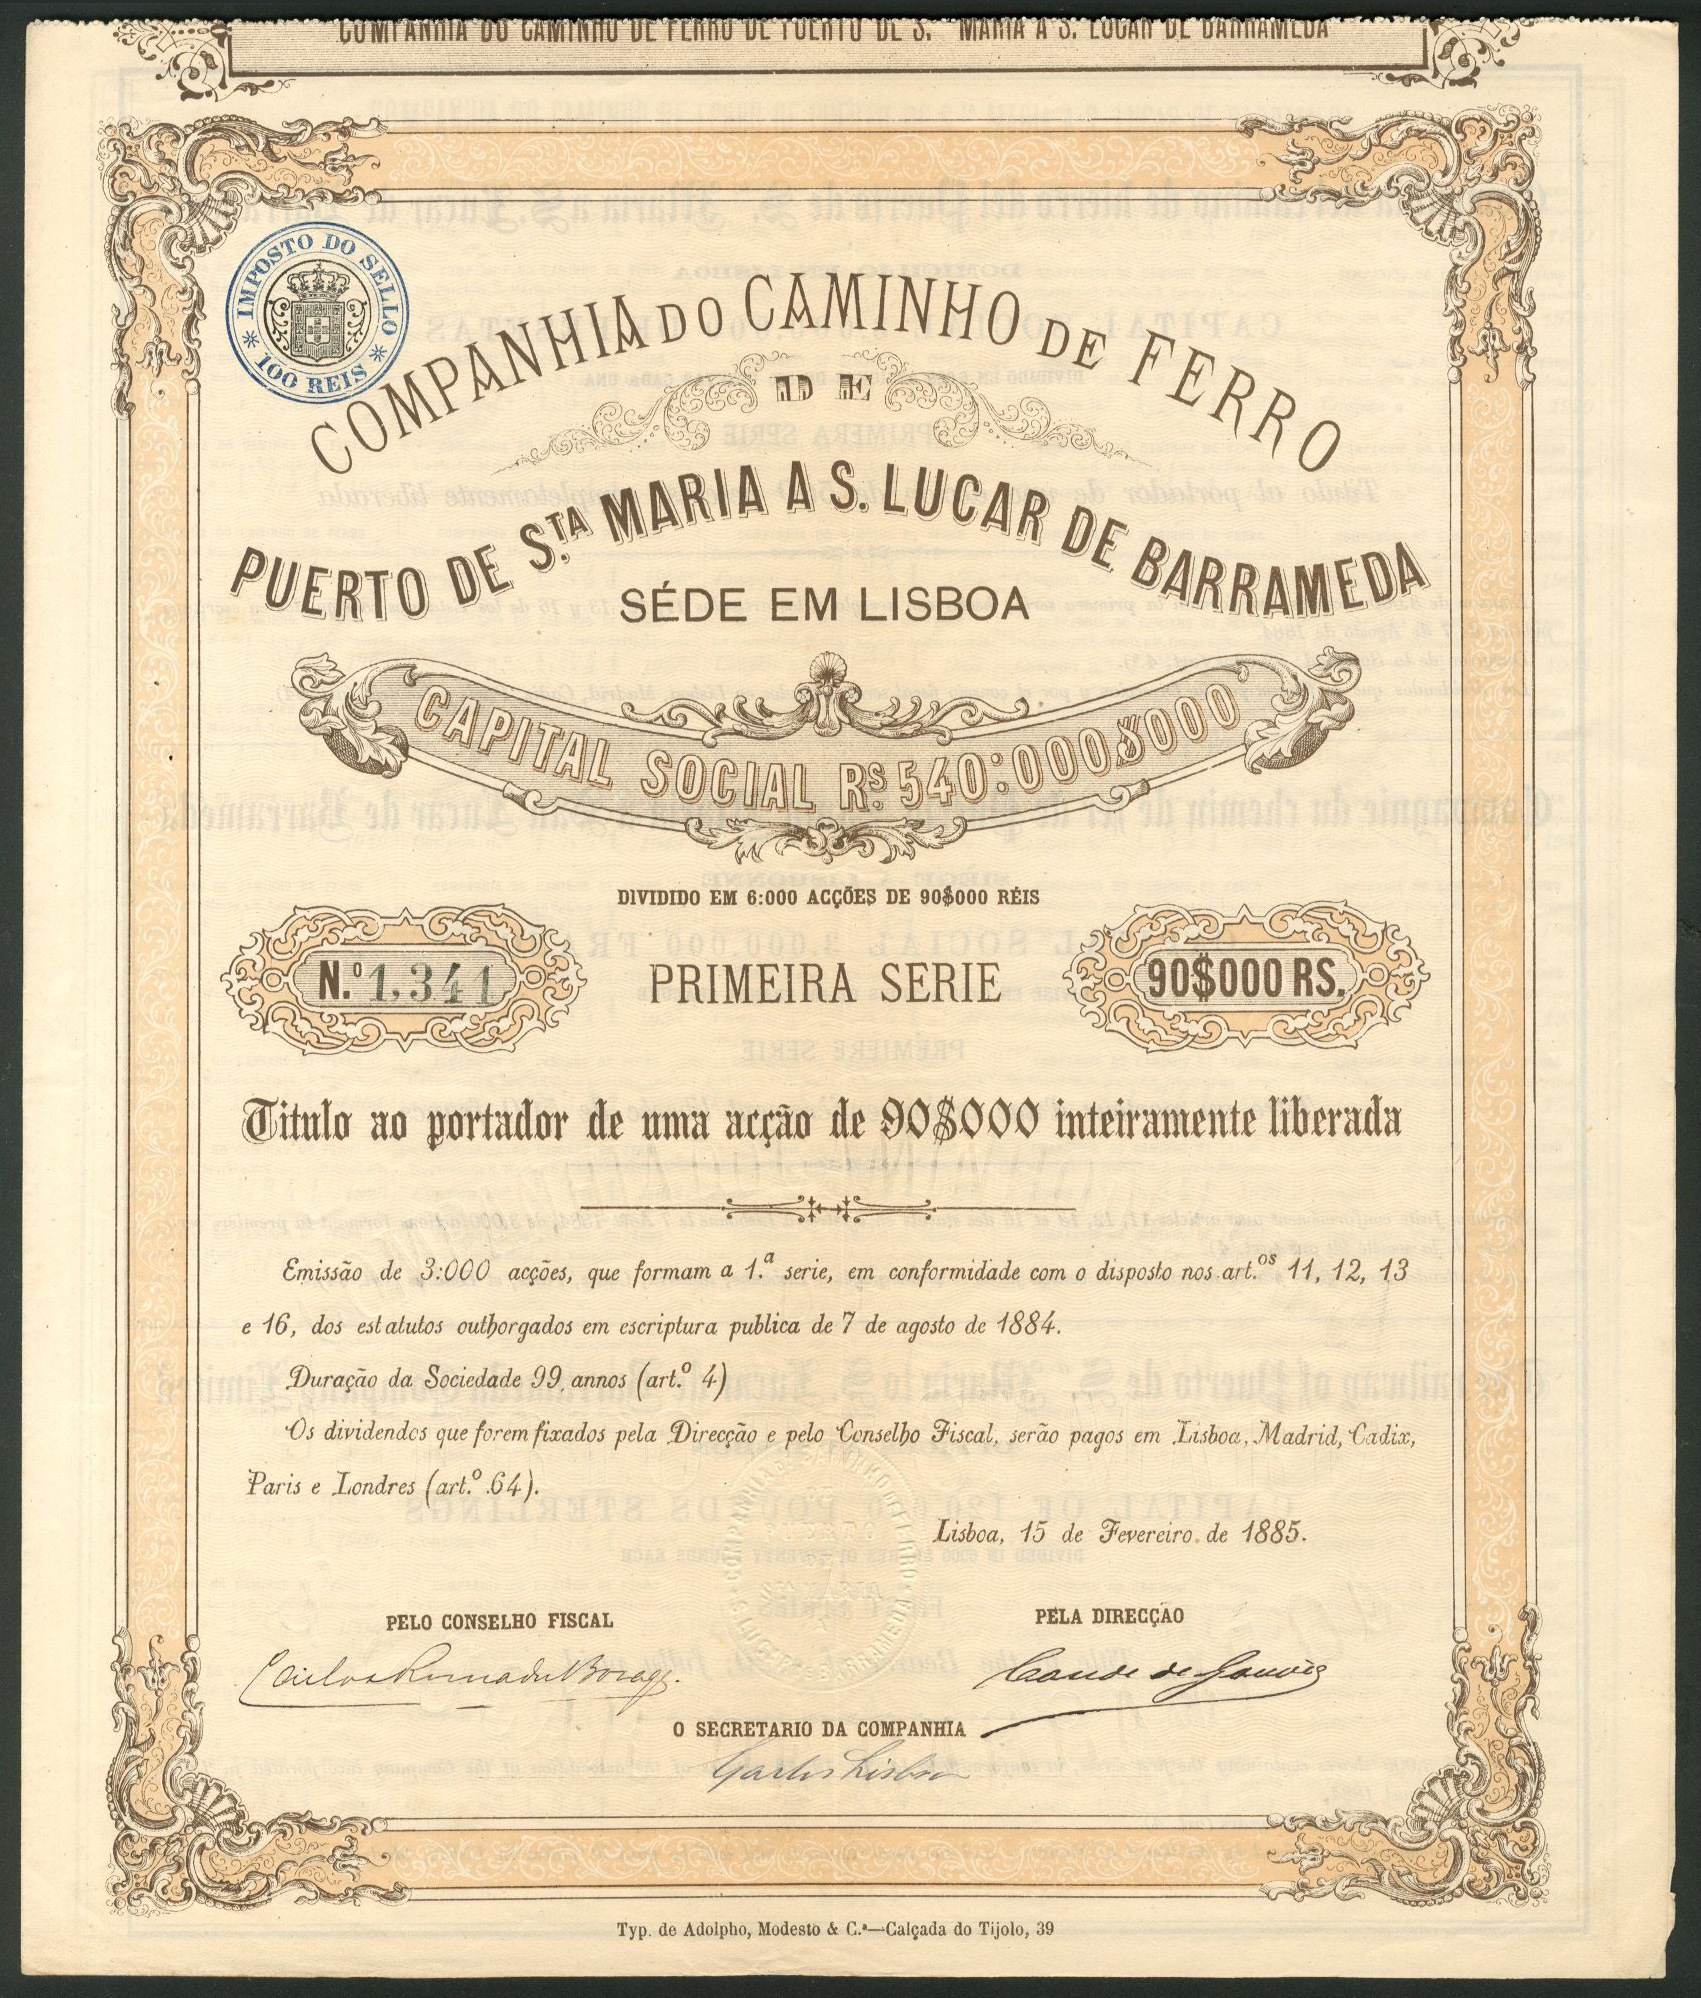 COMPANHIA DO CAMINHO DE FERRO DE PUERTO DE S.ᵗᵃ MARIA A S. LUCAR DE BARRAMEDA
IMPOSTO DO SELLO
* 100 REIS *
COMPANHIA DO CAMINHO DE FERRO
DE
PUERTO DE S.TA MARIA A S. LUCAR DE BARRAMEDA
SÉDE EM LISBOA
CAPITAL SOCIAL RS. 540:000$000
DIVIDIDO EM 6:000 ACÇÕES DE 90$000 RÉIS
N.º 1,341
PRIMEIRA SERIE
90$000 RS.
Titulo ao portador de uma acção de 90$000 inteiramente liberada
Emissão de 3:000 acções, que formam a 1.ª serie, em conformidade com o disposto nos art.os 11, 12, 13
e 16, dos estatutos outhorgados em escriptura publica de 7 de agosto de 1884.
Duração da Sociedade 99 annos (art.º 4)
Os dividendos que forem fixados pela Direcção e pelo Conselho Fiscal, serão pagos em Lisboa, Madrid, Cadix,
Paris e Londres (art.º 64).
Lisboa, 15 de Fevereiro de 1885.
PELO CONSELHO FISCAL
PELA DIRECÇÃO
O SECRETARIO DA COMPANHIA
Carlos Lisboa
Typ. de Adolpho, Modesto & C.ª—Calçada do Tijolo, 39